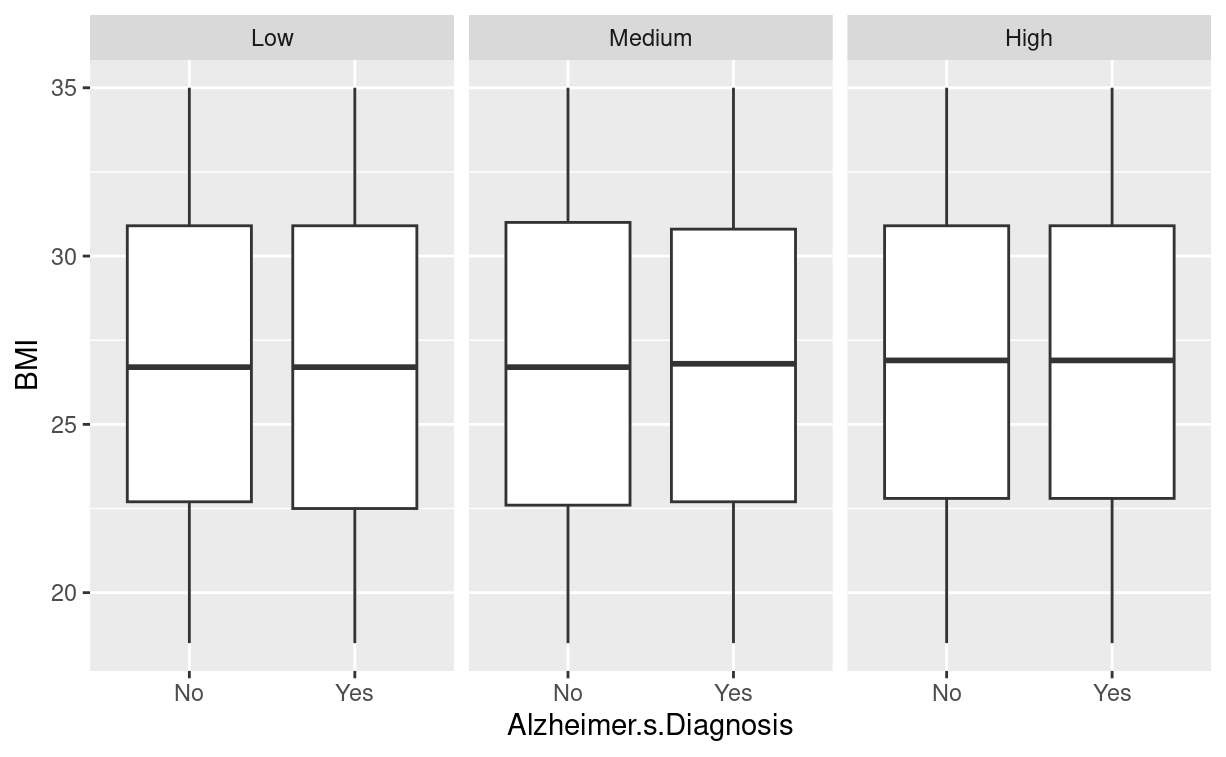 Low Medium High
35
30
25
20
BMI
No Yes No Yes No Yes
Alzheimer.s.Diagnosis